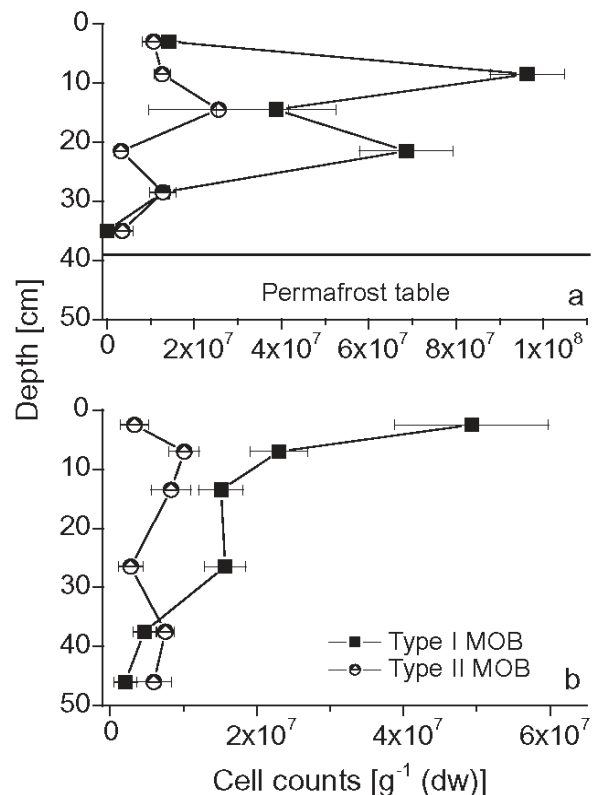 0
10
20
30
40
50
Permafrost table
a
0
2x10⁷
4x10⁷
6x10⁷
8x10⁷
1x10⁸
Depth [cm]
0
10
20
30
40
50
Type I MOB
Type II MOB
b
0
2x10⁷
4x10⁷
6x10⁷
Cell counts [g⁻¹ (dw)]